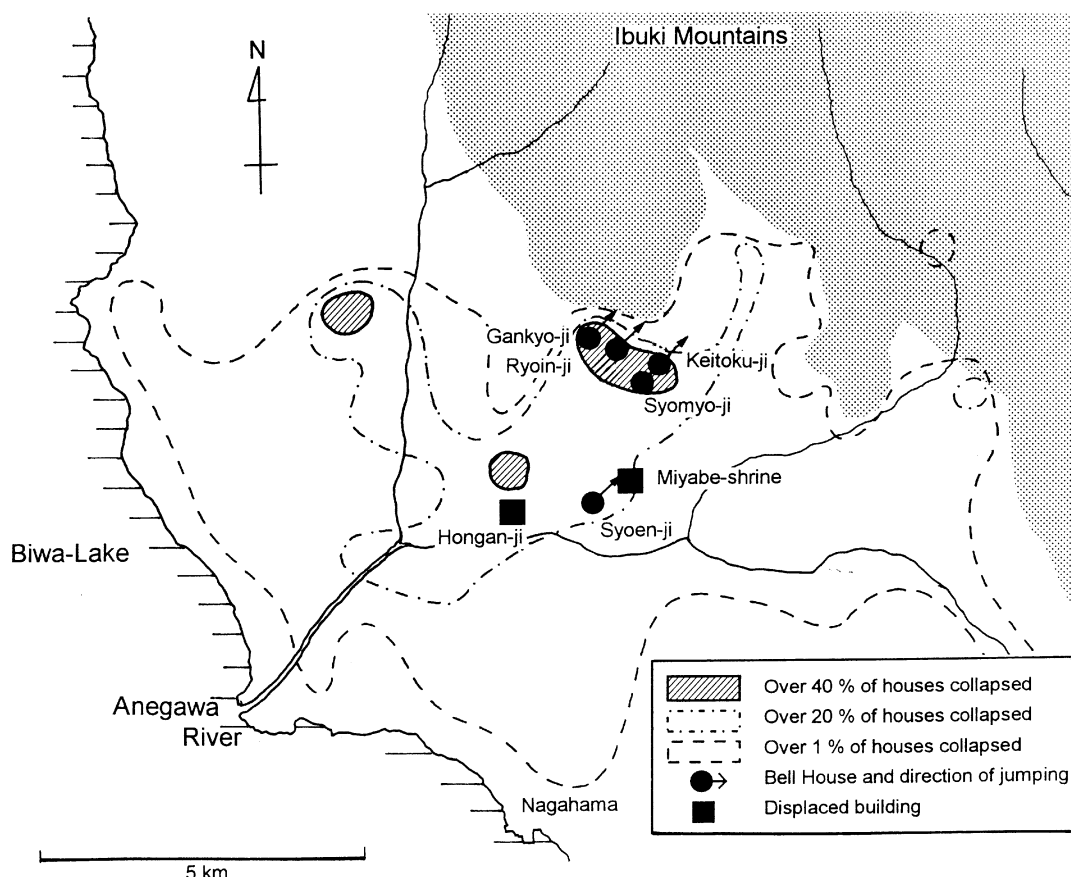 Ibuki Mountains
N
Gankyo-ji
Ryoin-ji
Keitoku-ji
Syomyo-ji
Miyabe-shrine
Hongan-ji
Syoen-ji
Biwa-Lake
Anegawa
River
Nagahama
Over 40 % of houses collapsed
Over 20 % of houses collapsed
Over 1 % of houses collapsed
Bell House and direction of jumping
Displaced building
5 km